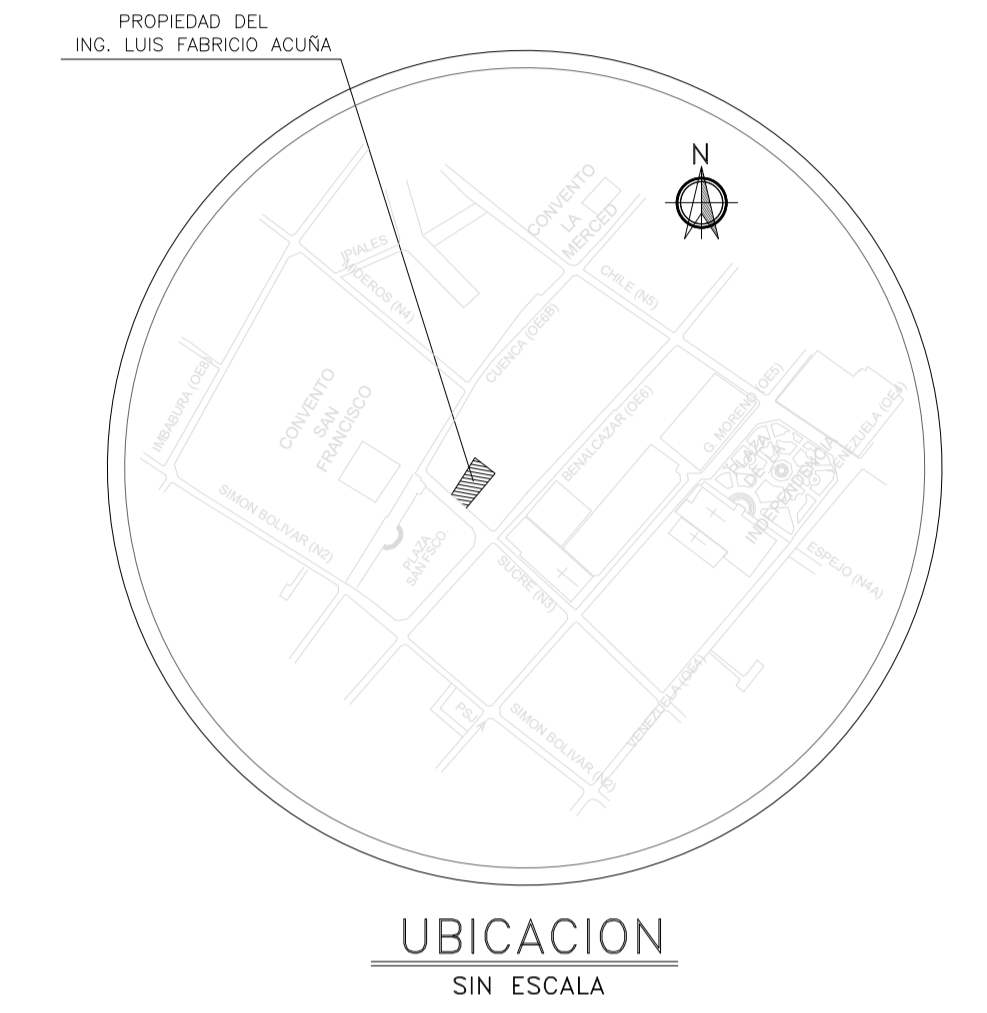 PROPIEDAD DEL
ING. LUIS FABRICIO ACUÑA
N
CONVENTO
LA
MERCED
IPIALES
MIDEROS (N4)
CHILE (N5)
CUENCA (OE6B)
IMBABURA (OE8)
CONVENTO
SAN
FRANCISCO
BENALCAZAR (OE6)
G. MORENO (OE5)
VENEZUELA (OE4)
PLAZA
DE LA
INDEPENDENCIA
SIMON BOLIVAR (N2)
PLAZA
SAN FSCO.
SUCRE (N3)
ESPEJO (N4A)
VENEZUELA (OE4)
PSJ.
SIMON BOLIVAR (N2)
UBICACION
SIN ESCALA